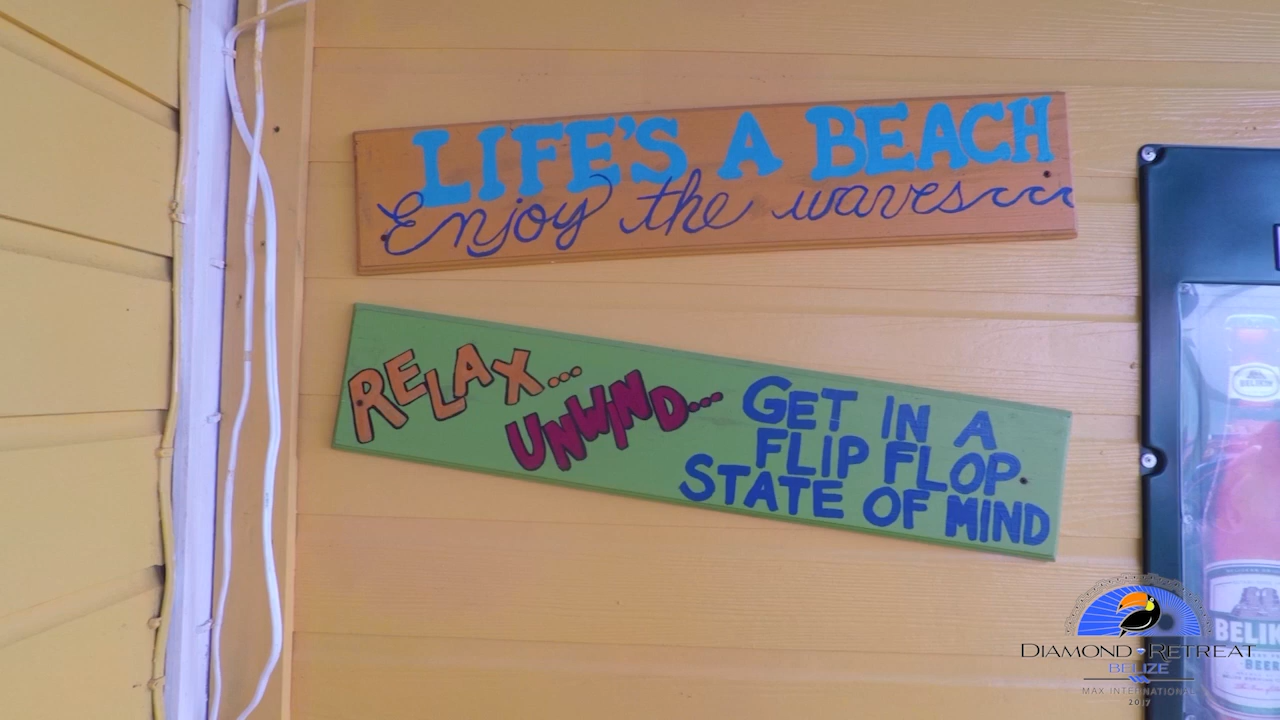 LIFE'S A BEACH
Enjoy the waves
RELAX...
UNWIND...
GET IN A
FLIP FLOP
STATE OF MIND
BELIKIN
BELIK
BEER
DIAMOND RETREAT
BELIZE
MAX INTERNATIONAL
2017